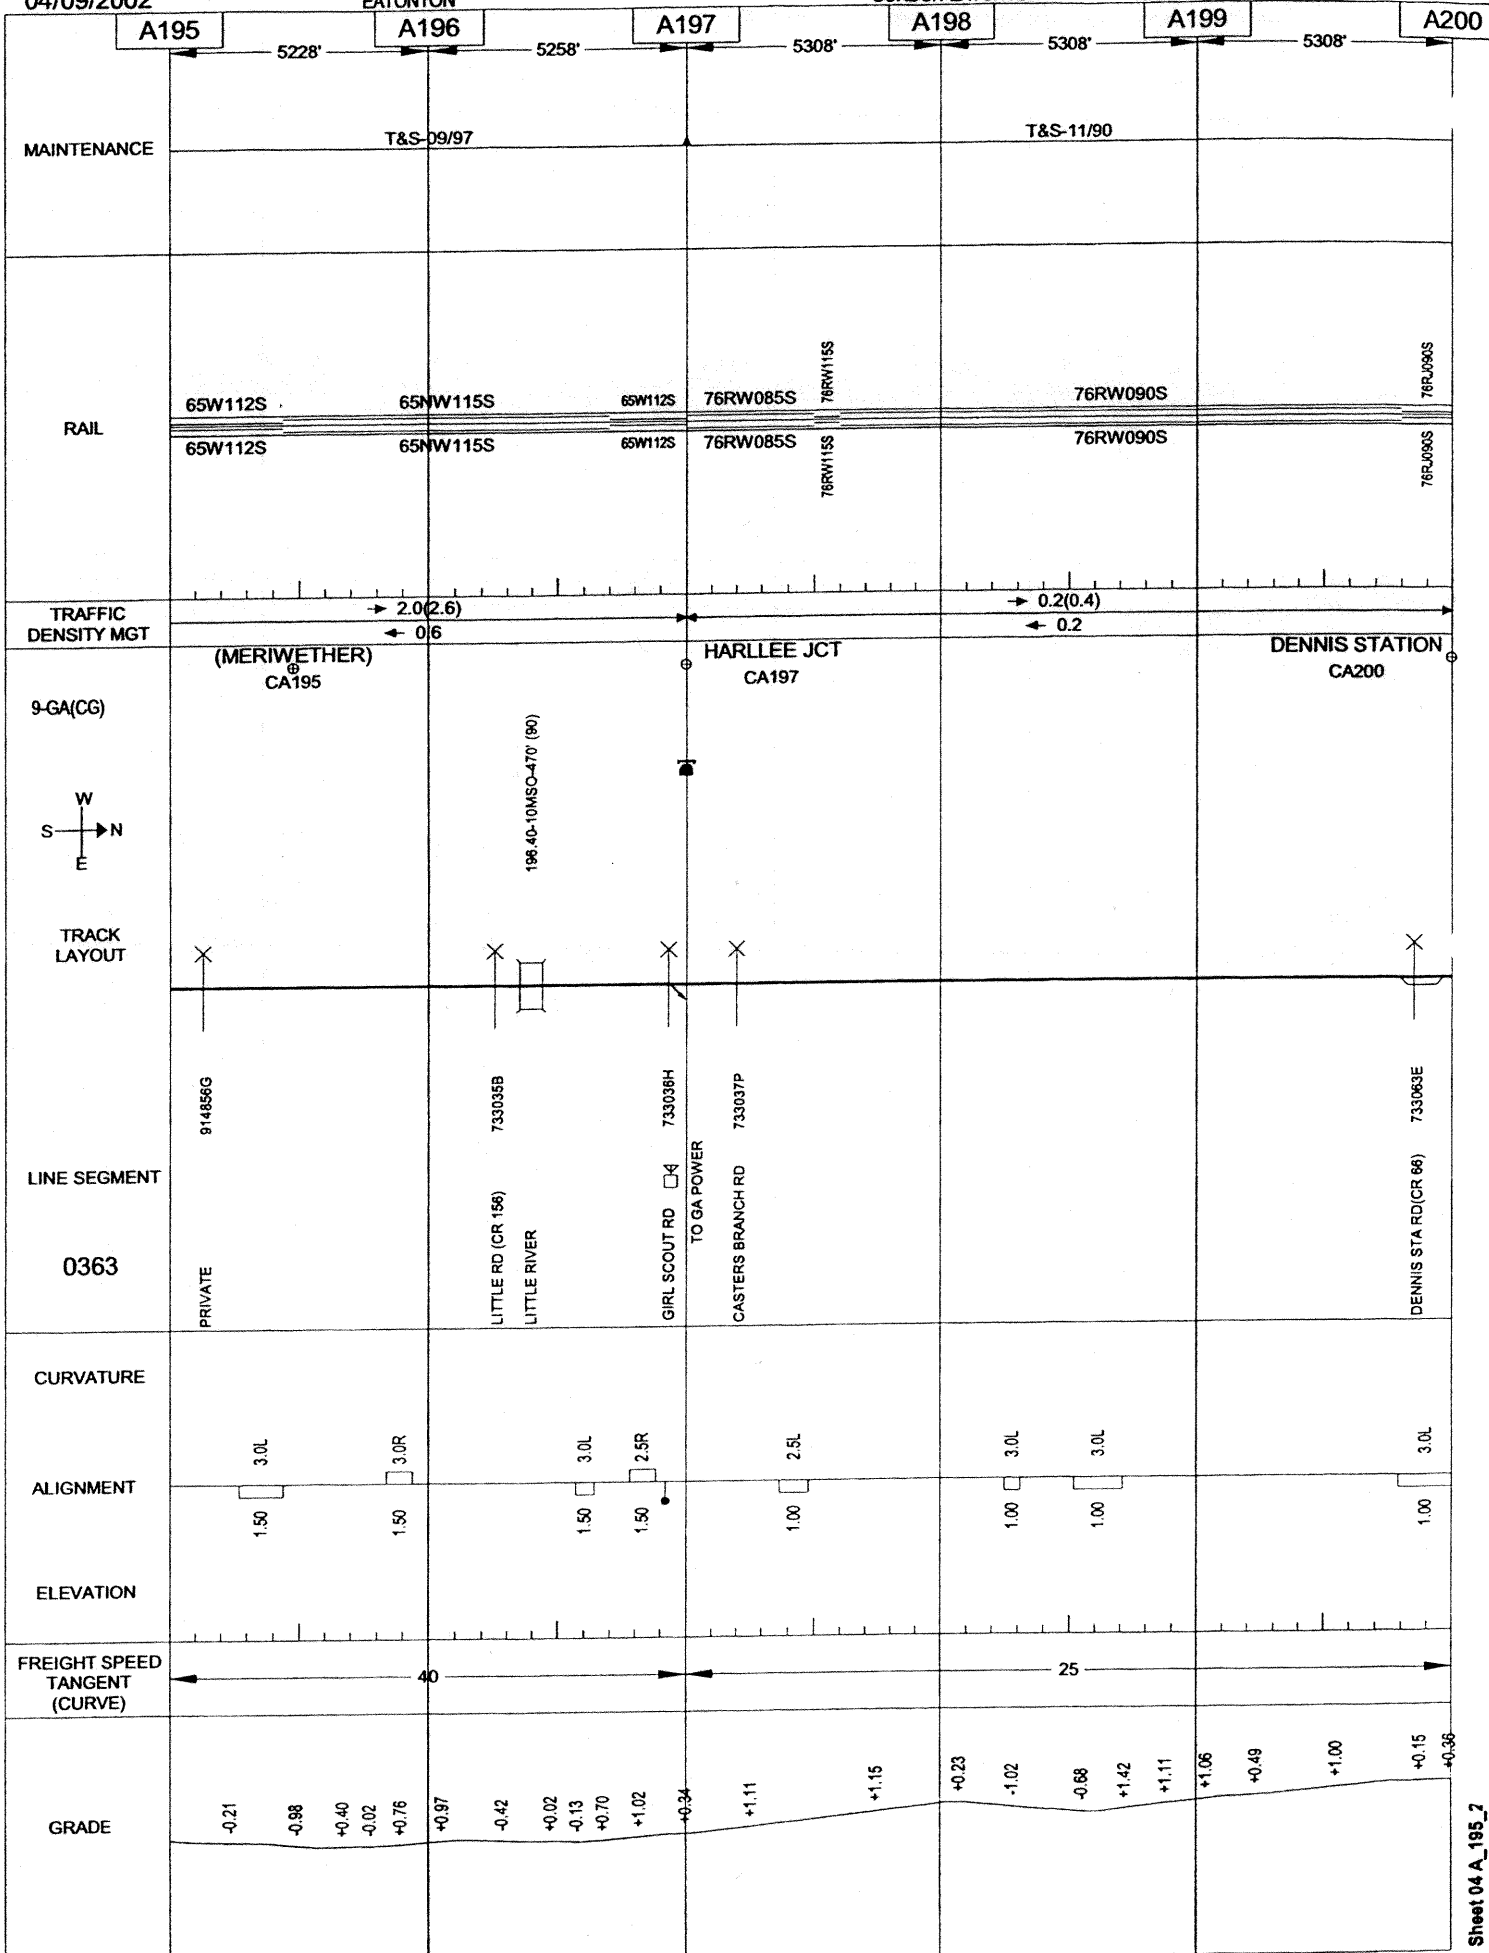 04/09/2002
EATONTON
A195 A196 A197 A198 A199 A200
5228' 5258' 5308' 5308' 5308'
MAINTENANCE
T&S-09/97 T&S-11/90
RAIL
65W112S 65NW115S 65W112S 76RW085S 76RW115S 76RW090S 76RJ090S
65W112S 65NW115S 65W112S 76RW085S 76RW115S 76RW090S 76RJ090S
TRAFFIC
DENSITY MGT
2.0(2.6) 0.2(0.4)
0.6 0.2
(MERIWETHER) HARLLEE JCT DENNIS STATION
CA195 CA197 CA200
9-GA(CG)
W
S N
E
196.40-10MSO-470' (90)
TRACK
LAYOUT
914856G 733035B 733036H 733037P 733063E
LINE SEGMENT
0363
PRIVATE
LITTLE RD (CR 156)
LITTLE RIVER
GIRL SCOUT RD
TO GA POWER
CASTERS BRANCH RD
DENNIS STA RD(CR 66)
CURVATURE
3.0L 3.0R 3.0L 2.5R 2.5L 3.0L 3.0L 3.0L
ALIGNMENT
1.50 1.50 1.50 1.50 1.00 1.00 1.00 1.00
ELEVATION
FREIGHT SPEED
TANGENT
(CURVE)
40 25
GRADE
-0.21 -0.98 +0.40 -0.02 +0.76 +0.97 -0.42 +0.02 -0.13 +0.70 +1.02 +0.34 +1.11 +1.15 +0.23 -1.02 -0.68 +1.42 +1.11 +1.06 +0.49 +1.00 +0.15 +0.36
Sheet 04 A_195_2